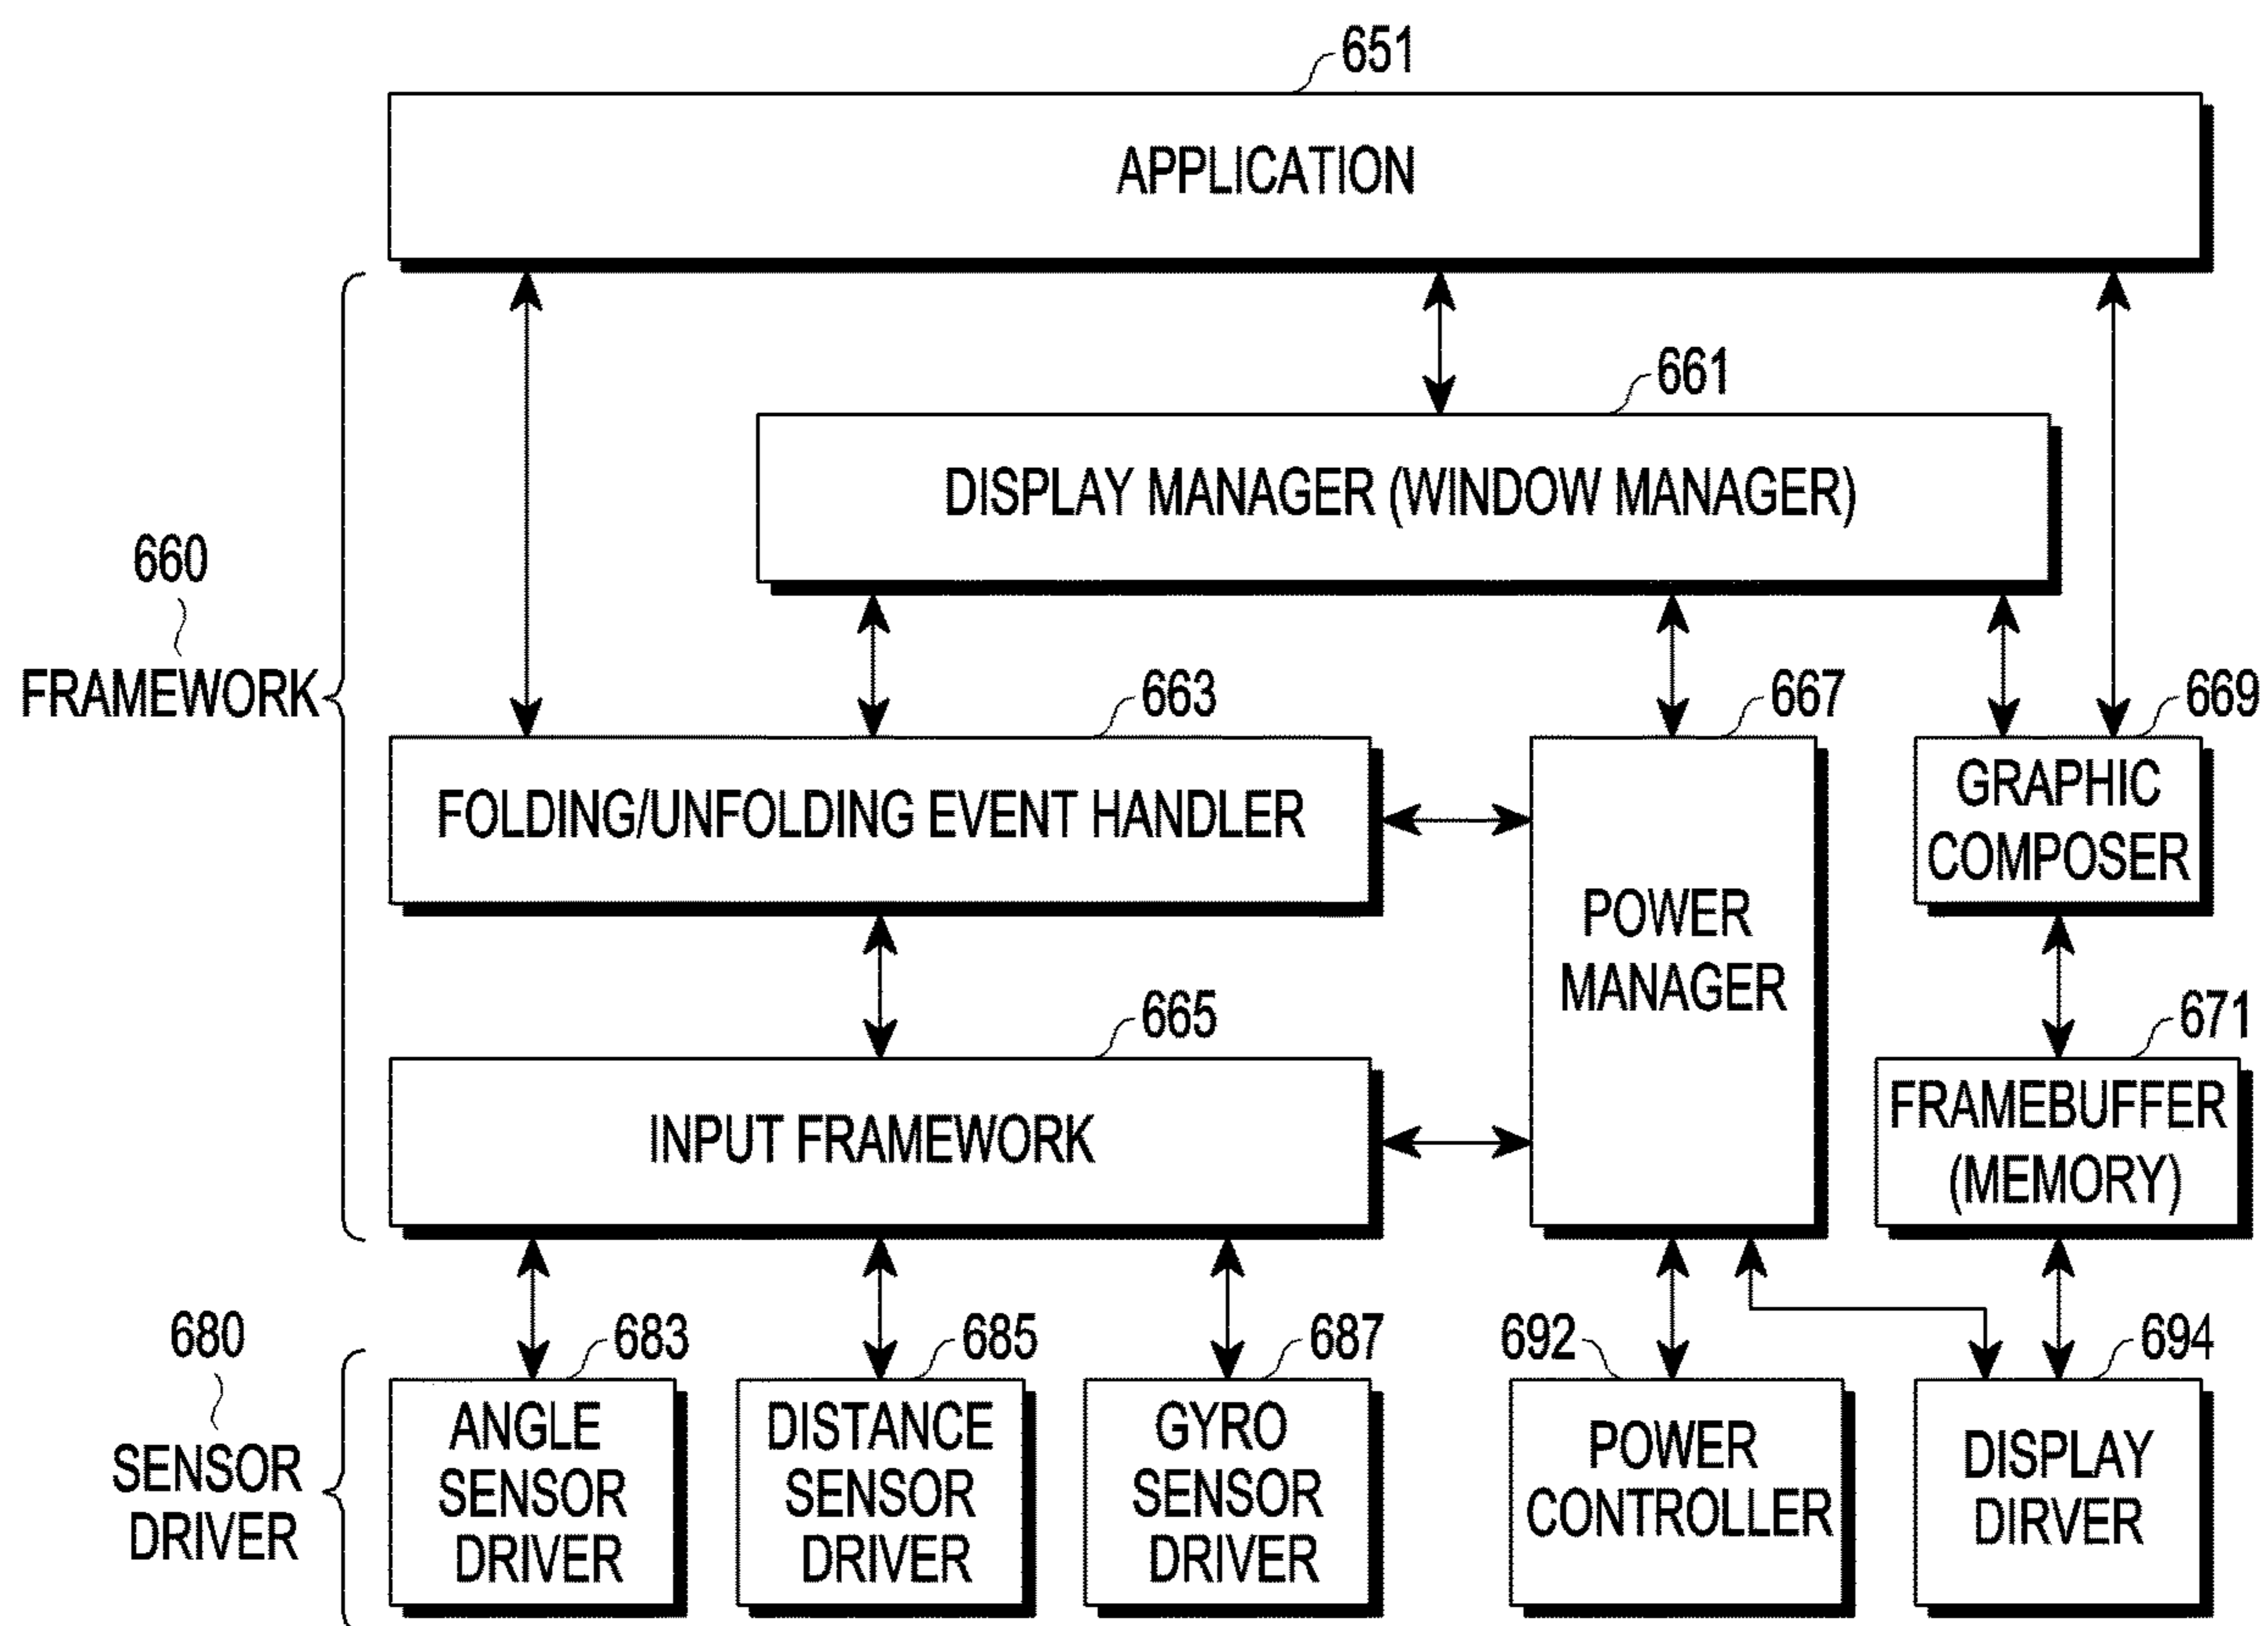 651
APPLICATION
661
DISPLAY MANAGER (WINDOW MANAGER)
660
FRAMEWORK
663
FOLDING/UNFOLDING EVENT HANDLER
667
POWER
MANAGER
669
GRAPHIC
COMPOSER
665
INPUT FRAMEWORK
671
FRAMEBUFFER
(MEMORY)
680
SENSOR
DRIVER
683
ANGLE
SENSOR
DRIVER
685
DISTANCE
SENSOR
DRIVER
687
GYRO
SENSOR
DRIVER
692
POWER
CONTROLLER
694
DISPLAY
DIRVER